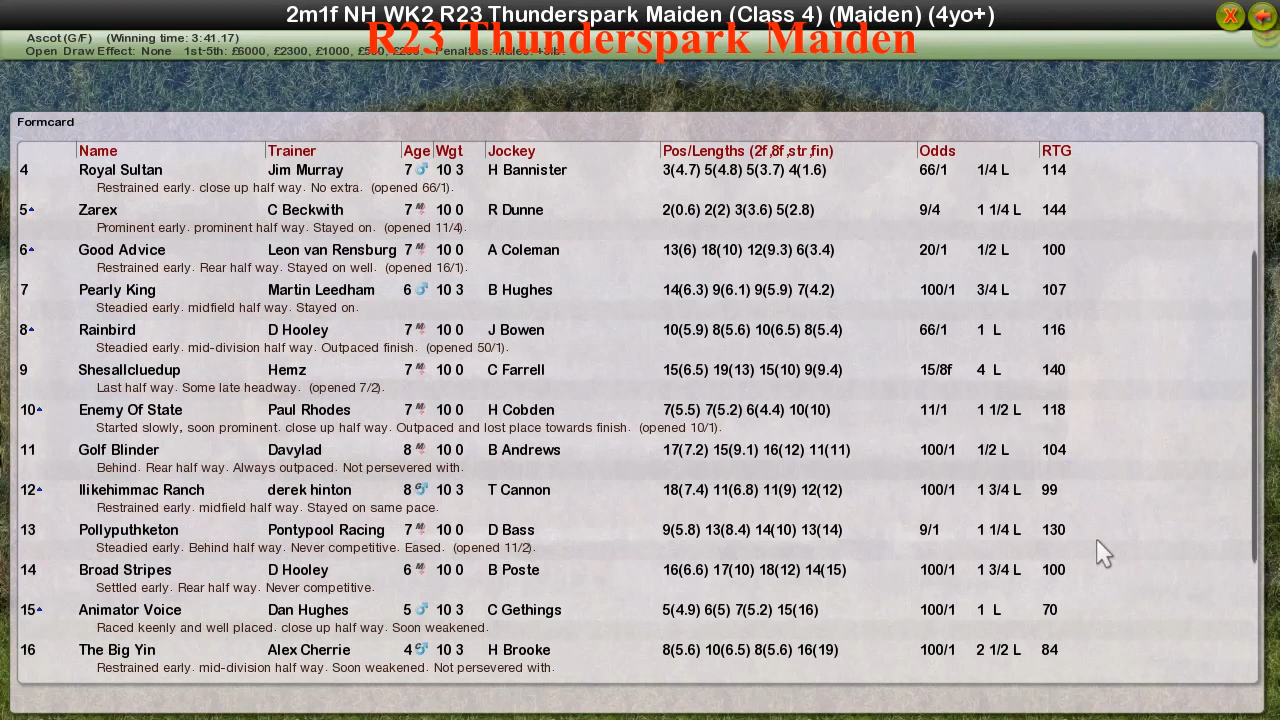 2m1f NH WK2 R23 Thunderspark Maiden (Class 4) (Maiden) (4yo+)
R23 Thunderspark Maiden
Ascot(G/F) (Winning time: 3:41.17)
Open Draw Effect: None 1st-5th: £6000, £2300, £1000, Penalties: Males: +3lb
Formcard
Name Trainer Age Wgt Jockey Pos/Lengths (2f,8f,str,fin) Odds RTG
4 Royal Sultan Jim Murray 7 10 3 H Bannister 3(4.7) 5(4.8) 5(3.7) 4(1.6) 66/1 1/4 L 114
Restrained early. close up half way. No extra. (opened 66/1).
5 Zarex C Beckwith 7 10 0 R Dunne 2(0.6) 2(2) 3(3.6) 5(2.8) 9/4 1 1/4 L 144
Prominent early. prominent half way. Stayed on. (opened 11/4).
6 Good Advice Leon van Rensburg 7 10 0 A Coleman 13(6) 18(10) 12(9.3) 6(3.4) 20/1 1/2 L 100
Restrained early. Rear half way. Stayed on well. (opened 16/1).
7 Pearly King Martin Leedham 6 10 3 B Hughes 14(6.3) 9(6.1) 9(5.9) 7(4.2) 100/1 3/4 L 107
Steadied early. midfield half way. Stayed on.
8 Rainbird D Hooley 7 10 0 J Bowen 10(5.9) 8(5.6) 10(6.5) 8(5.4) 66/1 1 L 116
Steadied early. mid-division half way. Outpaced finish. (opened 50/1).
9 Shesallcluedup Hemz 7 10 0 C Farrell 15(6.5) 19(13) 15(10) 9(9.4) 15/8f 4 L 140
Last half way. Some late headway. (opened 7/2).
10 Enemy Of State Paul Rhodes 7 10 0 H Cobden 7(5.5) 7(5.2) 6(4.4) 10(10) 11/1 1 1/2 L 118
Started slowly, soon prominent. close up half way. Outpaced and lost place towards finish. (opened 10/1).
11 Golf Blinder Davylad 8 10 0 B Andrews 17(7.2) 15(9.1) 16(12) 11(11) 100/1 1/2 L 104
Behind. Rear half way. Always outpaced. Not persevered with.
12 Ilikehimmac Ranch derek hinton 8 10 3 T Cannon 18(7.4) 11(6.8) 11(9) 12(12) 100/1 1 3/4 L 99
Restrained early. midfield half way. Stayed on same pace.
13 Pollyputhketon Pontypool Racing 7 10 0 D Bass 9(5.8) 13(8.4) 14(10) 13(14) 9/1 1 1/4 L 130
Steadied early. Behind half way. Never competitive. Eased. (opened 11/2).
14 Broad Stripes D Hooley 6 10 0 B Poste 16(6.6) 17(10) 18(12) 14(15) 100/1 1 3/4 L 100
Settled early. Rear half way. Never competitive.
15 Animator Voice Dan Hughes 5 10 3 C Gethings 5(4.9) 6(5) 7(5.2) 15(16) 100/1 1 L 70
Raced keenly and well placed. close up half way. Soon weakened.
16 The Big Yin Alex Cherrie 4 10 3 H Brooke 8(5.6) 10(6.5) 8(5.6) 16(19) 100/1 2 1/2 L 84
Restrained early. mid-division half way. Soon weakened. Not persevered with.